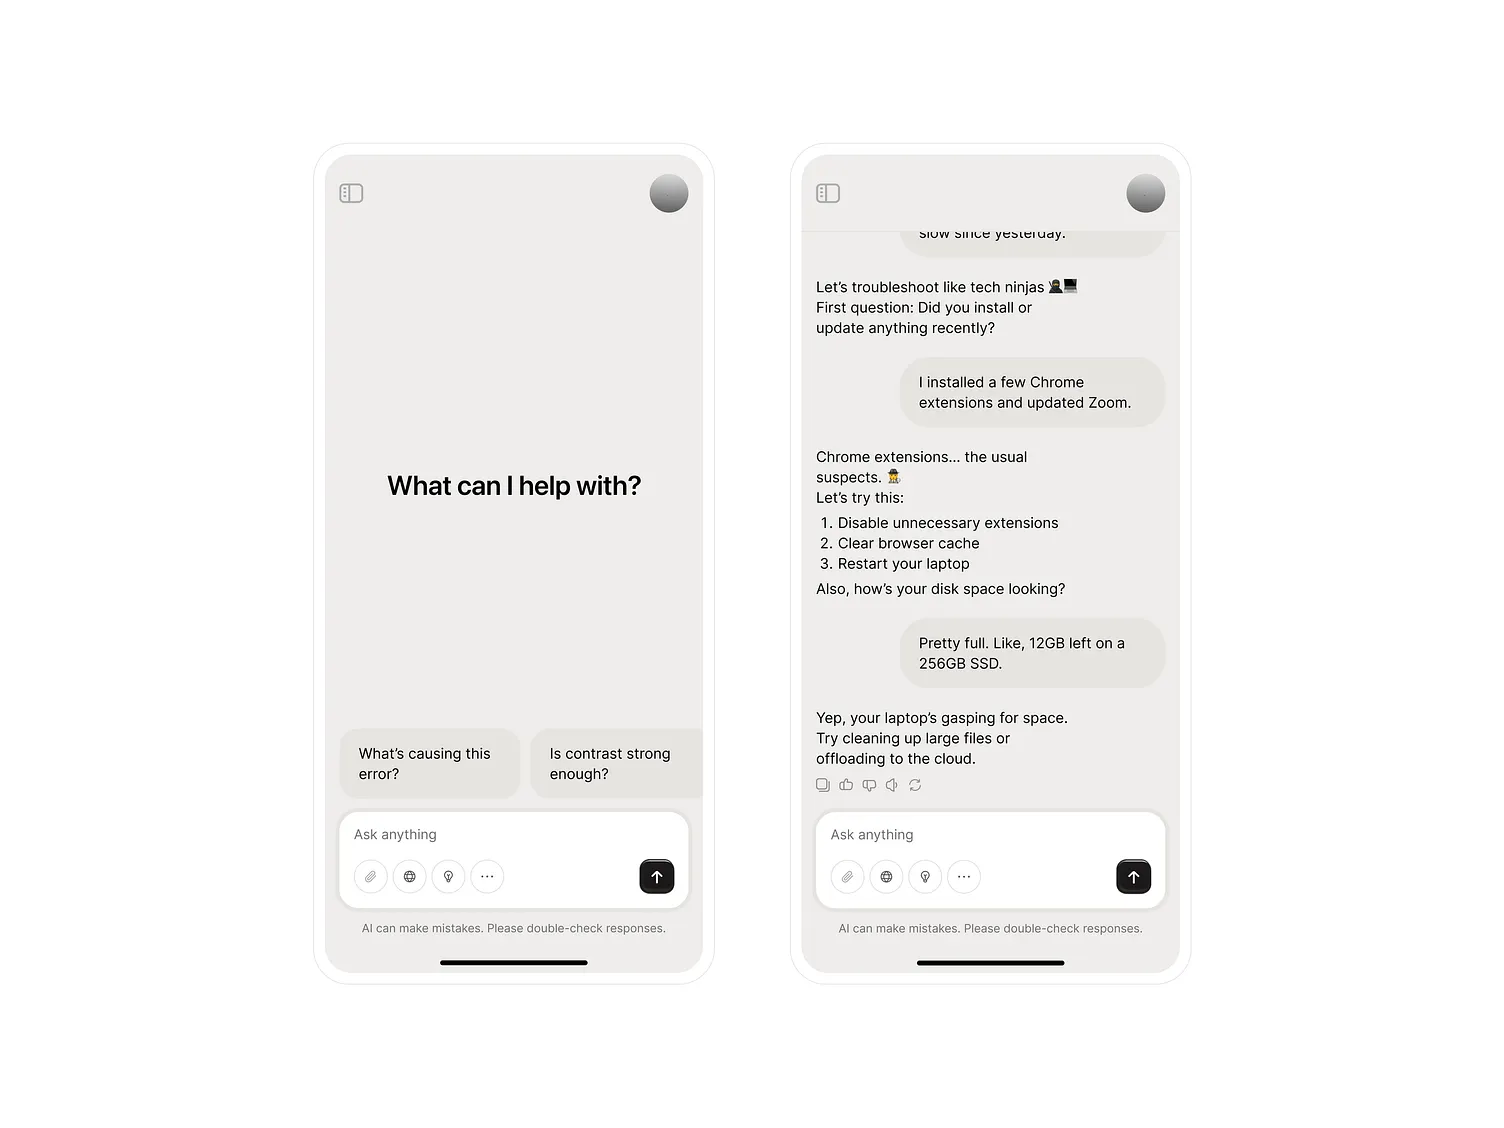 What can I help with?
What’s causing this
error?
Is contrast strong
enough?
Ask anything
AI can make mistakes. Please double-check responses.
slow since yesterday.
Let’s troubleshoot like tech ninjas 🥷💻
First question: Did you install or
update anything recently?
I installed a few Chrome
extensions and updated Zoom.
Chrome extensions... the usual
suspects. 🕵️
Let’s try this:
1. Disable unnecessary extensions
2. Clear browser cache
3. Restart your laptop
Also, how’s your disk space looking?
Pretty full. Like, 12GB left on a
256GB SSD.
Yep, your laptop’s gasping for space.
Try cleaning up large files or
offloading to the cloud.
Ask anything
AI can make mistakes. Please double-check responses.